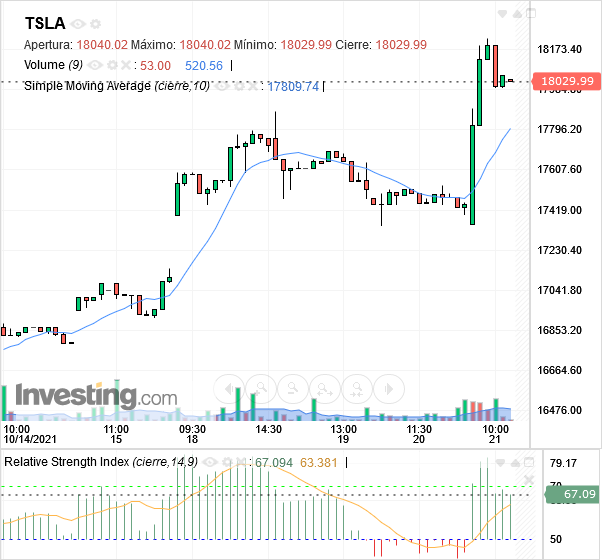 TSLA
Apertura: 18040.02 Máximo: 18040.02 Mínimo: 18029.99 Cierre: 18029.99
Volume (9) 53.00 520.56
Simple Moving Average (cierre,10) 17809.74
18173.40
18029.99
17796.20
17607.60
17419.00
17230.40
17041.80
16853.20
16664.60
16476.00
Investing.com
10:00 11:00 09:30 14:30 13:00 12:00 10:00
10/14/2021 15 18 19 20 21
Relative Strength Index (cierre,14,9) 67.094 63.381
79.17
70
67.09
50